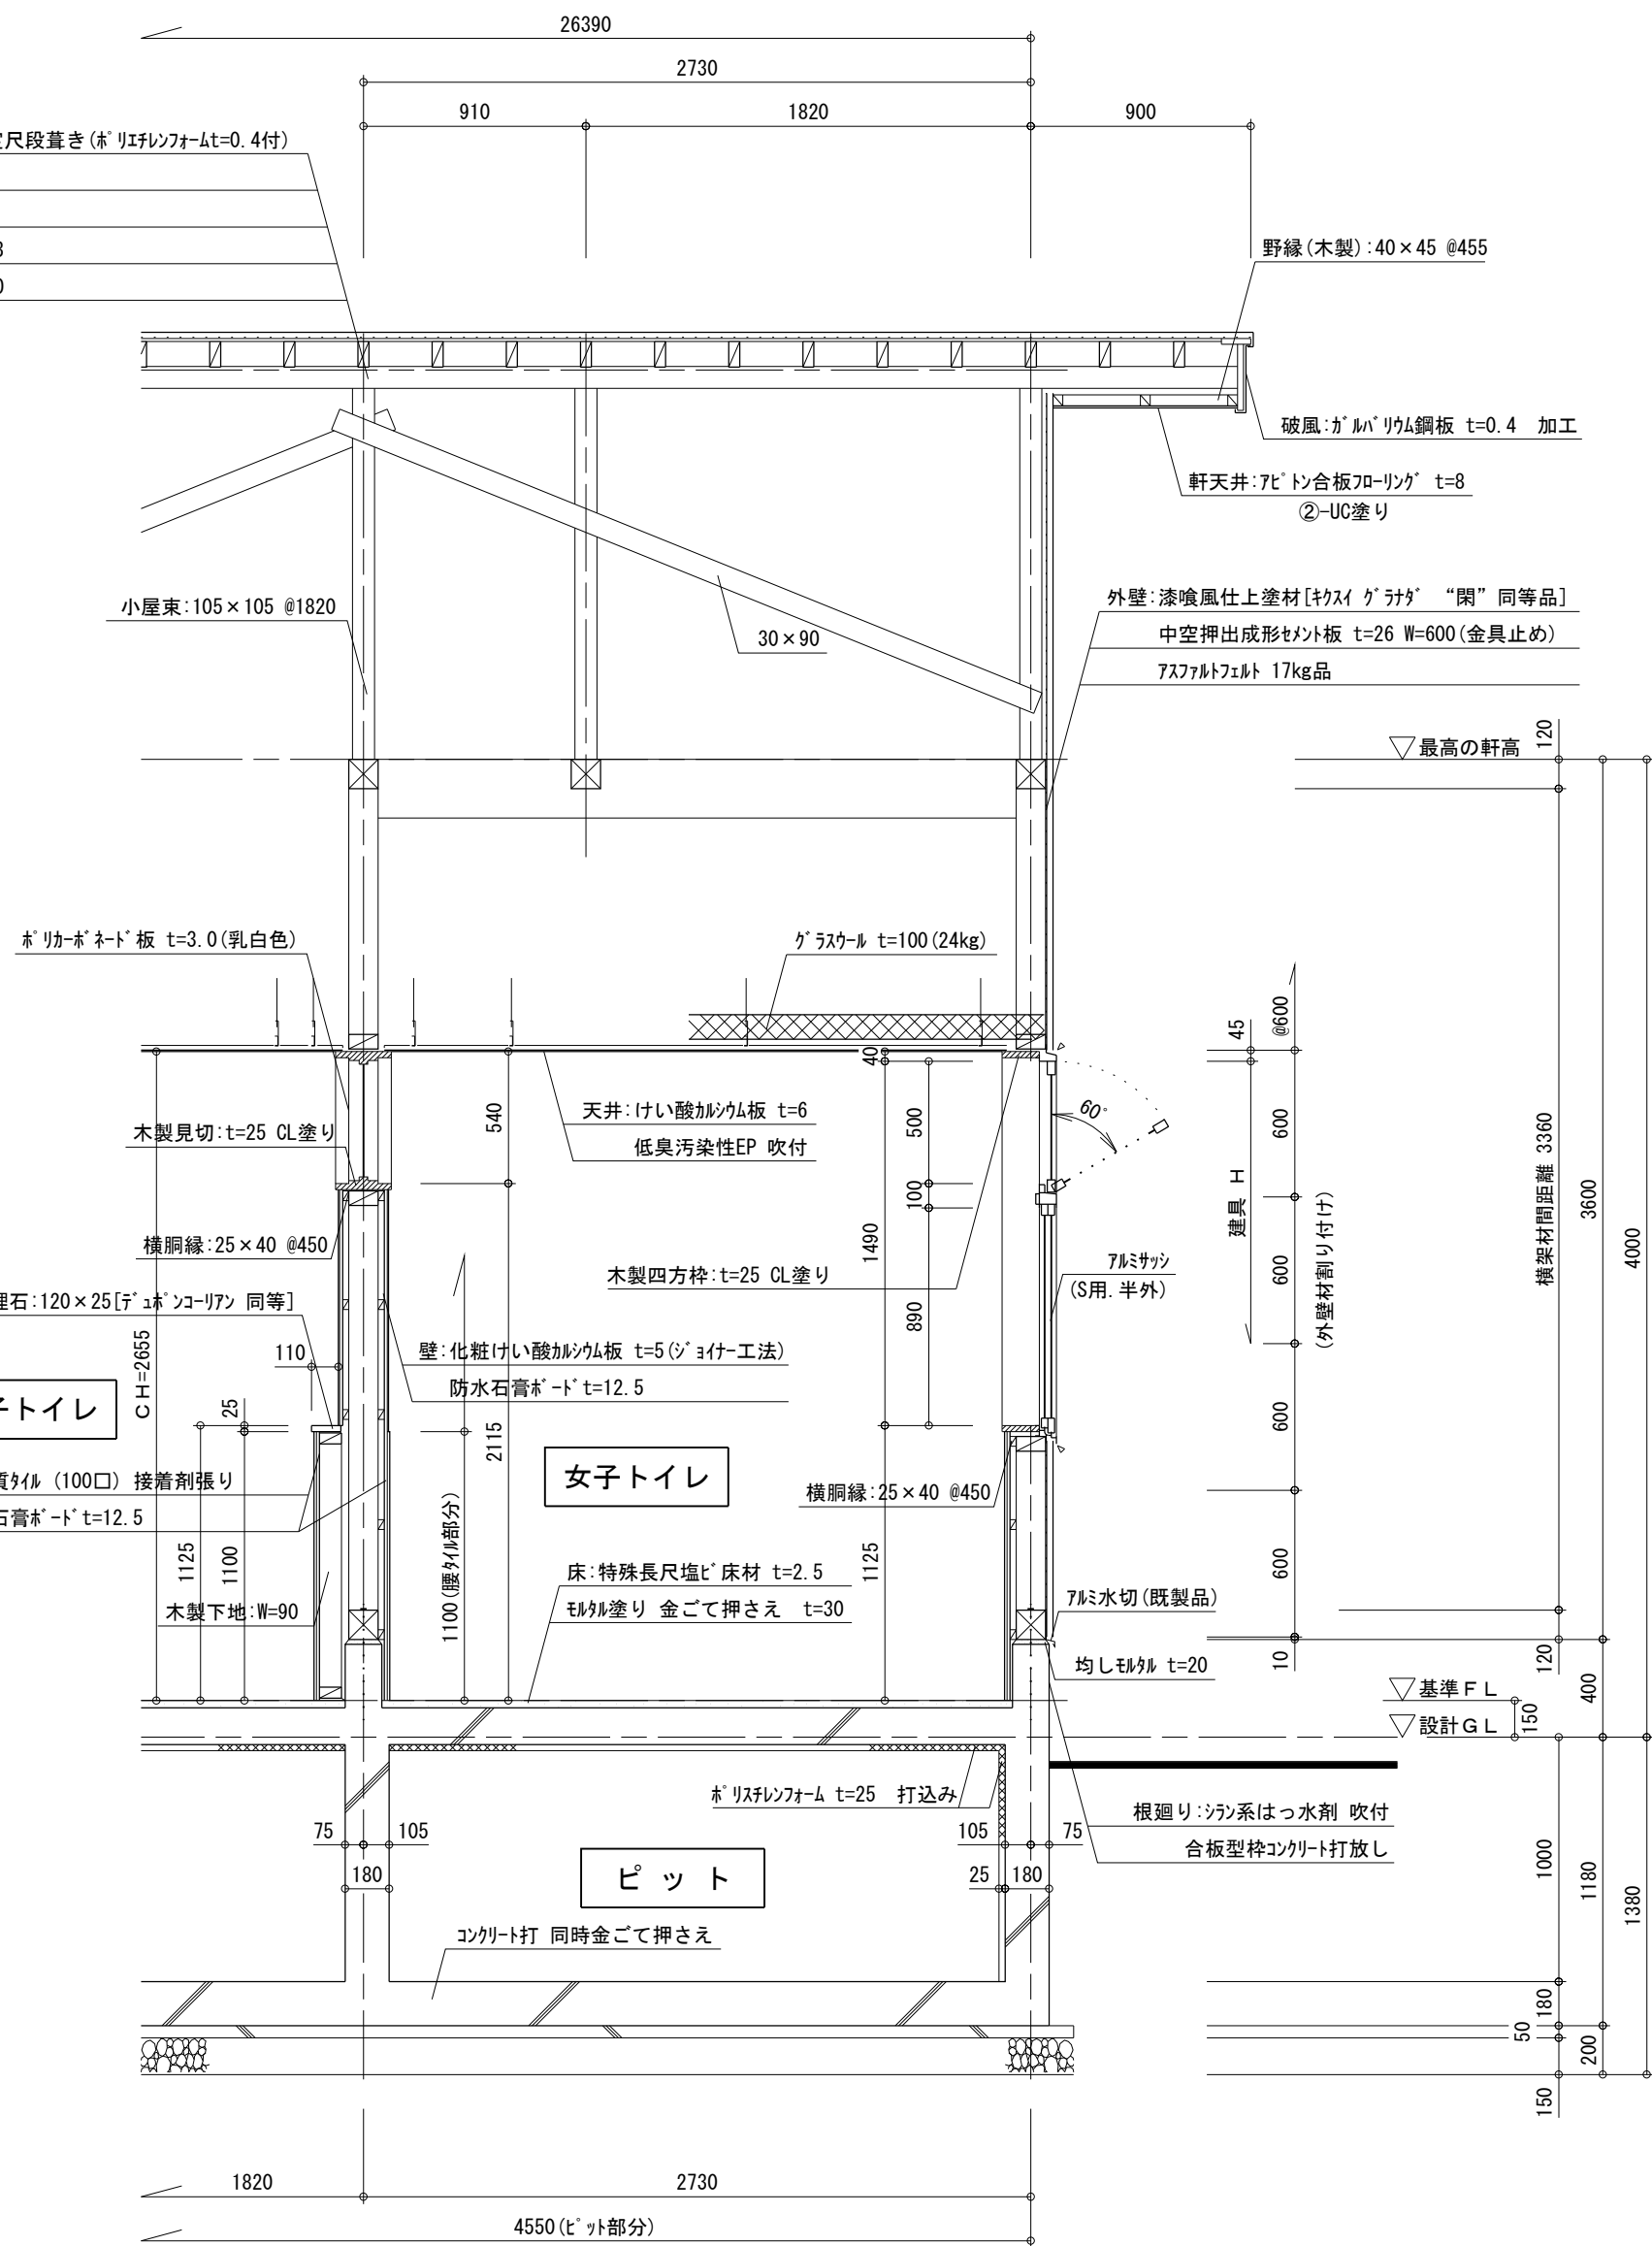 26390
2730
910
1820
900
定尺段葺き(ﾎﾟﾘｴﾁﾚﾝﾌｫｰﾑt=0.4付)
野縁(木製):40×45 @455
破風:ｶﾞﾙﾊﾞﾘｳﾑ鋼板 t=0.4 加工
軒天井:ｱﾋﾟﾄﾝ合板ﾌﾛｰﾘﾝｸﾞ t=8
②-UC塗り
小屋束:105×105 @1820
30×90
外壁:漆喰風仕上塗材[ｷｸｽｲ ｸﾞﾗﾅﾀﾞ “閑”同等品]
中空押出成形ｾﾒﾝﾄ板 t=26 W=600(金具止め)
ｱｽﾌｧﾙﾄﾌｪﾙﾄ 17kg品
120
最高の軒高
ﾎﾟﾘｶｰﾎﾞﾈｰﾄﾞ板 t=3.0(乳白色)
ｸﾞﾗｽｳｰﾙ t=100(24kg)
45
@600
40
540
天井:けい酸ｶﾙｼｳﾑ板 t=6
低臭汚染性EP 吹付
500
60°
600
木製見切:t=25 CL塗り
100
建具 H
横架材間距離 3360
3600
4000
横胴縁:25×40 @450
1490
木製四方枠:t=25 CL塗り
ｱﾙﾐｻｯｼ
(S用.半外)
600
(外壁材割り付け)
理石:120×25[ﾃﾞｭﾎﾟﾝｺｰﾘｱﾝ 同等]
890
ＣＨ=2655
110
壁:化粧けい酸ｶﾙｼｳﾑ板 t=5(ｼﾞｮｲﾅｰ工法)
防水石膏ﾎﾞｰﾄﾞt=12.5
子トイレ
25
2115
女子トイレ
600
質ﾀｲﾙ (100口) 接着剤張り
石膏ﾎﾞｰﾄﾞt=12.5
横胴縁:25×40 @450
1125
1100
1100(腰ﾀｲﾙ部分)
1125
600
床:特殊長尺塩ﾋﾞ床材 t=2.5
ﾓﾙﾀﾙ塗り 金ごて押さえ t=30
木製下地:W=90
ｱﾙﾐ水切(既製品)
均しﾓﾙﾀﾙ t=20
10
120
400
基準ＦＬ
150
設計ＧＬ
ﾎﾟﾘｽﾁﾚﾝﾌｫｰﾑ t=25 打込み
根廻り:ｼﾗﾝ系はっ水剤 吹付
合板型枠ｺﾝｸﾘｰﾄ打放し
75
105
180
ピット
105
75
25
180
1000
1180
1380
ｺﾝｸﾘｰﾄ打 同時金ごて押さえ
180
50
200
150
1820
2730
4550(ﾋﾟｯﾄ部分)